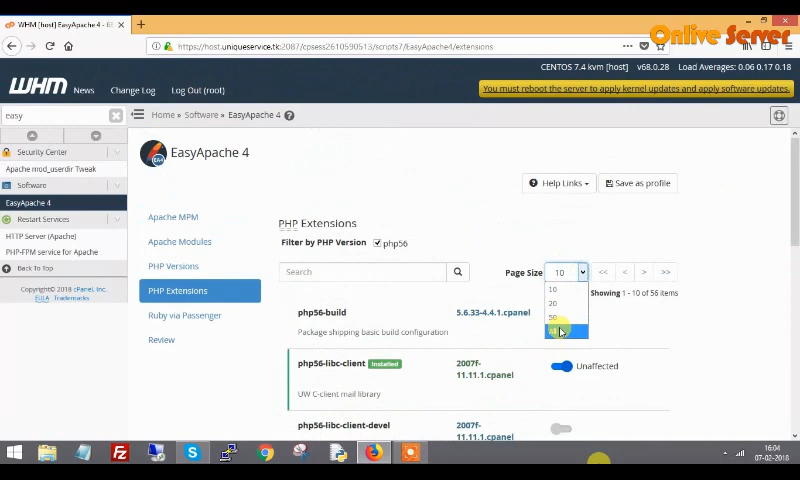 WHM [host] EasyApache 4 - 68
Onlive Server
https://host.uniqueservice.tk:2087/cpsess2610590513/scripts7/EasyApache4/extensions
CENTOS 7.4 kvm [host] v68.0.28 Load Averages: 0.06 0.17 0.18
WHM News Change Log Log Out (root)
You must reboot the server to apply kernel updates and apply software updates.
easy
Home » Software » EasyApache 4
Security Center
Apache mod_userdir Tweak
Software
EasyApache 4
Restart Services
HTTP Server (Apache)
PHP-FPM service for Apache
Back To Top
Copyright© 2018 cPanel, Inc.
EULA Trademarks
EA4
EasyApache 4
Help Links
Save as profile
Apache MPM
Apache Modules
PHP Versions
PHP Extensions
Ruby via Passenger
Review
PHP Extensions
Filter by PHP Version php56
Search
Page Size 10 << < > >>
10
20
50
All
Showing 1 - 10 of 56 items
php56-build 5.6.33-4.4.1.cpanel
Package shipping basic build configuration
php56-libc-client Installed 2007f-
11.11.1.cpanel
Unaffected
UW C-client mail library
php56-libc-client-devel 2007f-
11.11.1.cpanel
16:04
07-02-2018